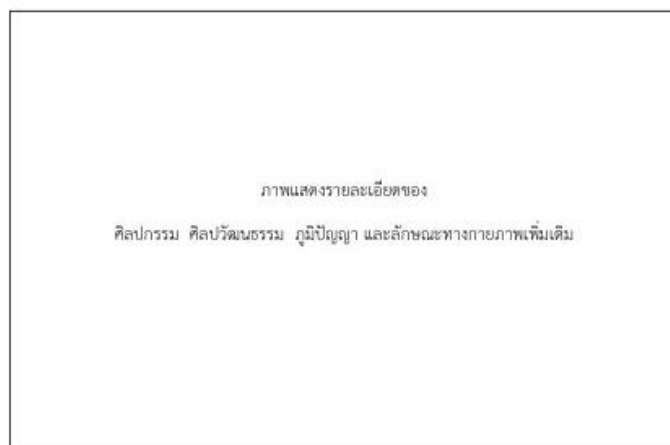 ภาพแสดงรายละเอียดของ
ศิลปกรรม ศิลปวัฒนธรรม ภูมิปัญญา และลักษณะทางกายภาพเพิ่มเติม